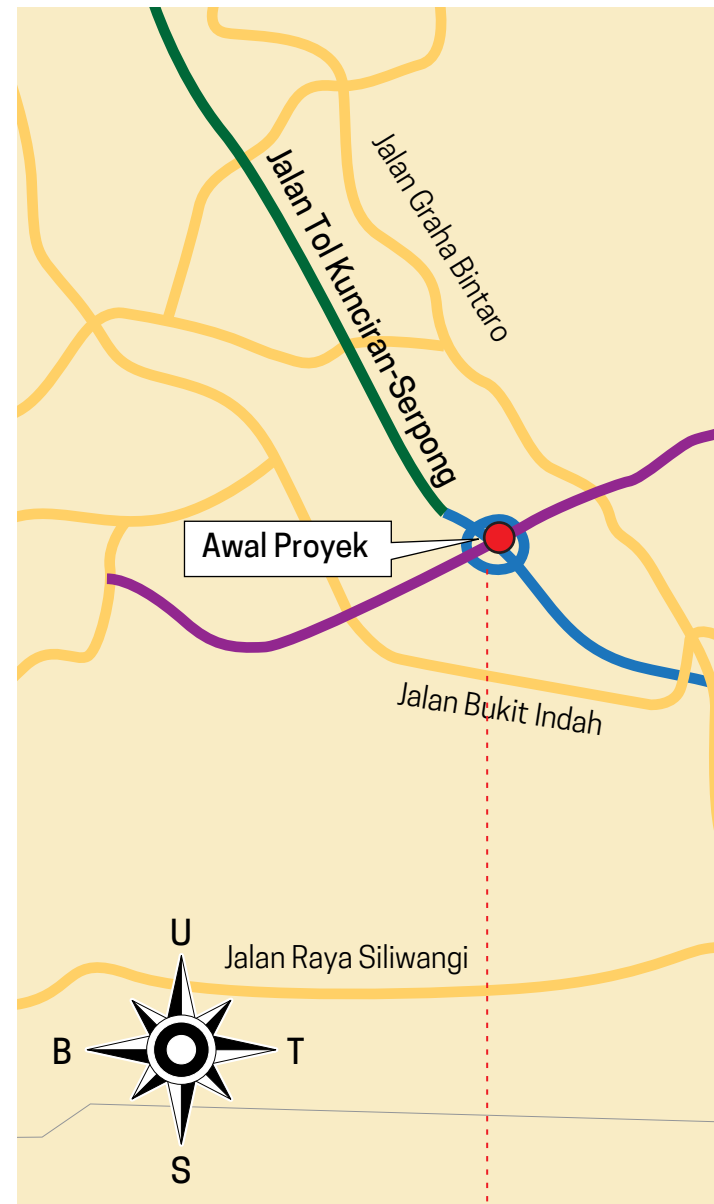 Jalan Graha Bintaro
Jalan Tol Kunciran-Serpong
Awal Proyek
Jalan Bukit Indah
U
Jalan Raya Siliwangi
B
T
S